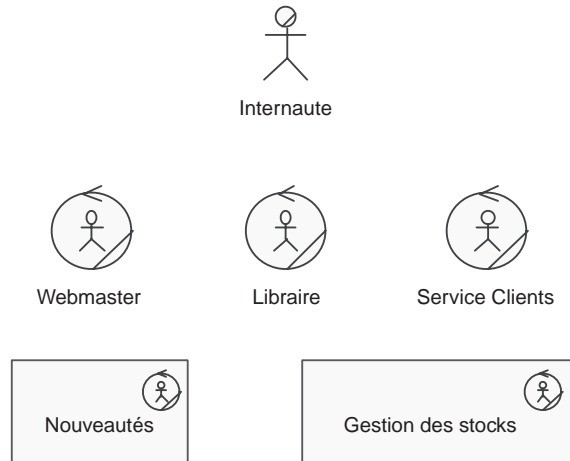 Internaute
Webmaster
Libraire
Service Clients
Nouveautés
Gestion des stocks